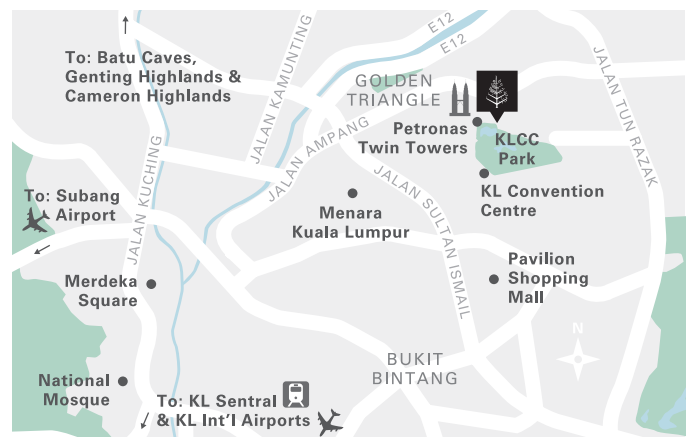 To: Batu Caves,
Genting Highlands &
Cameron Highlands
JALAN KAMUNTING
E12
E12
GOLDEN
TRIANGLE
JALAN TUN RAZAK
Petronas
Twin Towers
KLCC
Park
JALAN AMPANG
JALAN KUCHING
To: Subang
Airport
Menara
Kuala Lumpur
JALAN SULTAN ISMAIL
KL Convention
Centre
Merdeka
Square
Pavilion
Shopping
Mall
N
BUKIT
BINTANG
National
Mosque
To: KL Sentral
& KL Int'l Airports